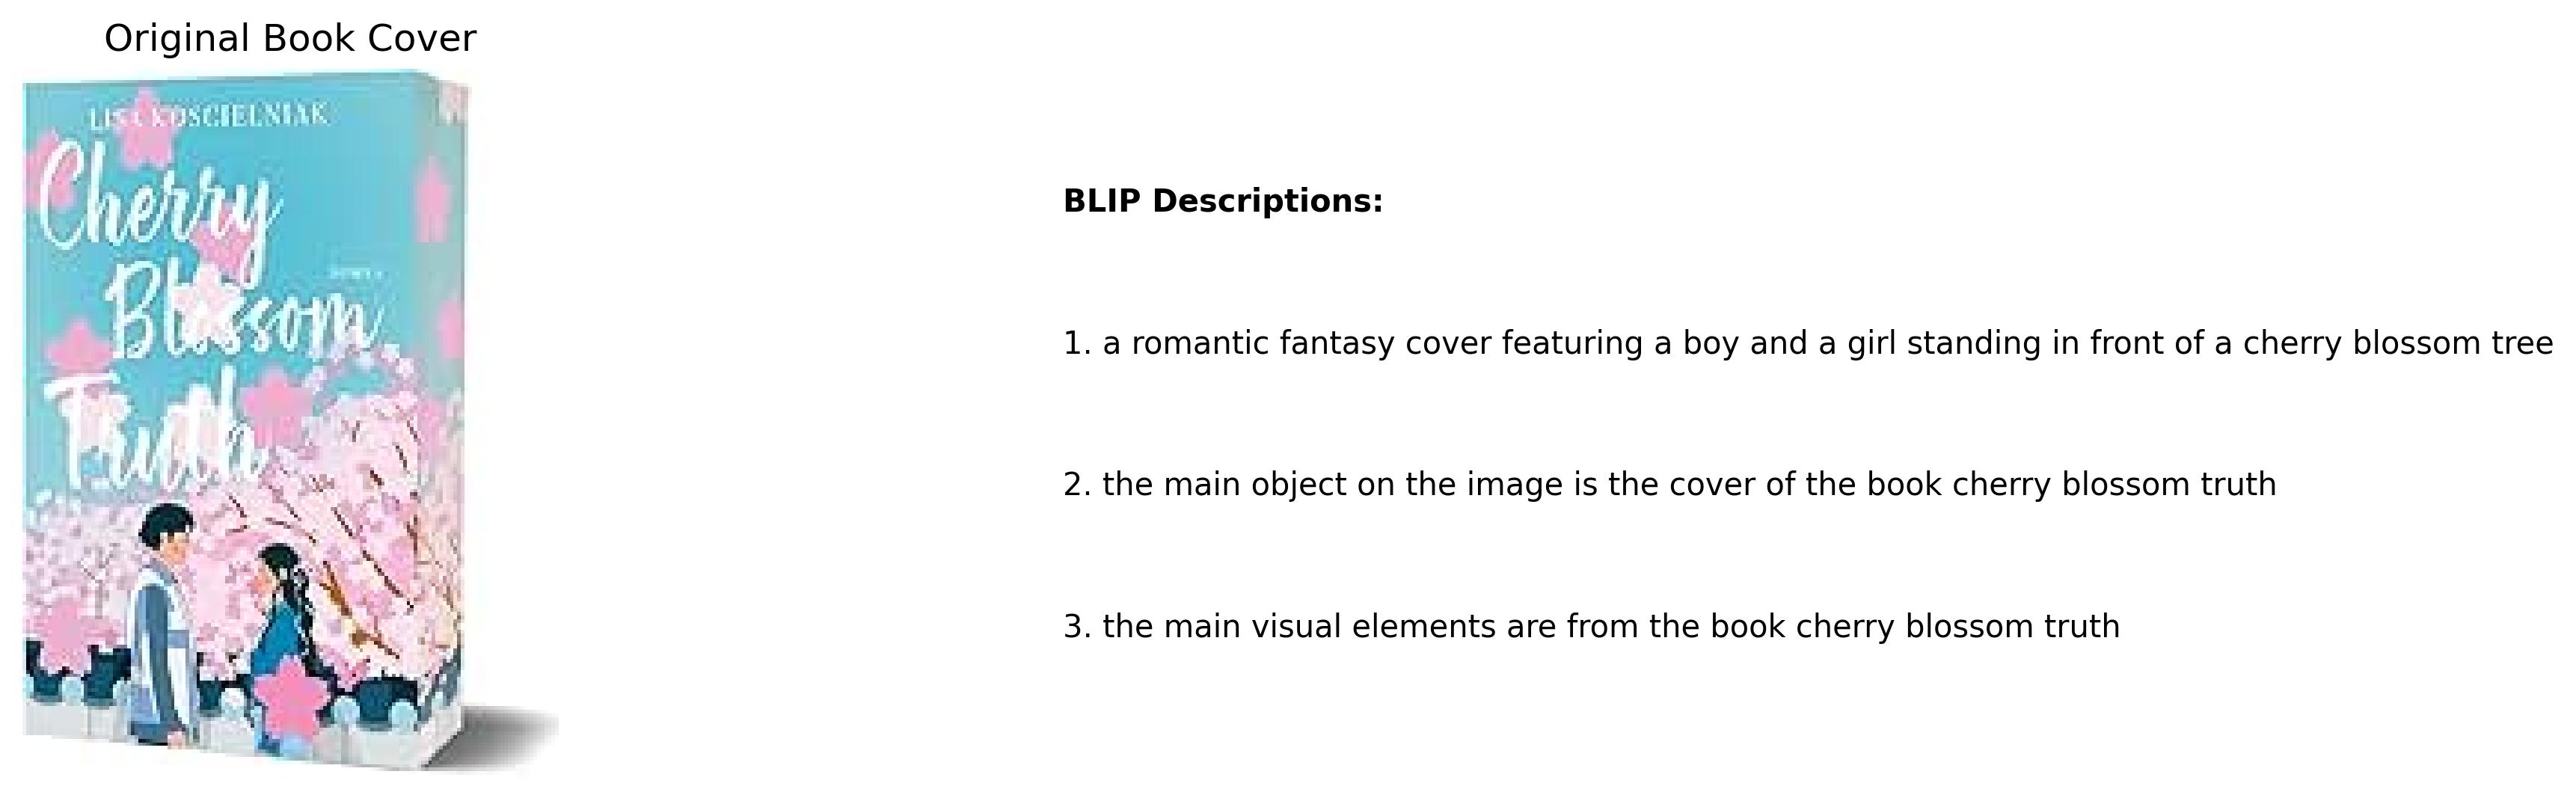 Original Book Cover
LISA KOSCIELNIAK
Cherry
Blossom
Truth
BLIP Descriptions:
1. a romantic fantasy cover featuring a boy and a girl standing in front of a cherry blossom tree
2. the main object on the image is the cover of the book cherry blossom truth
3. the main visual elements are from the book cherry blossom truth